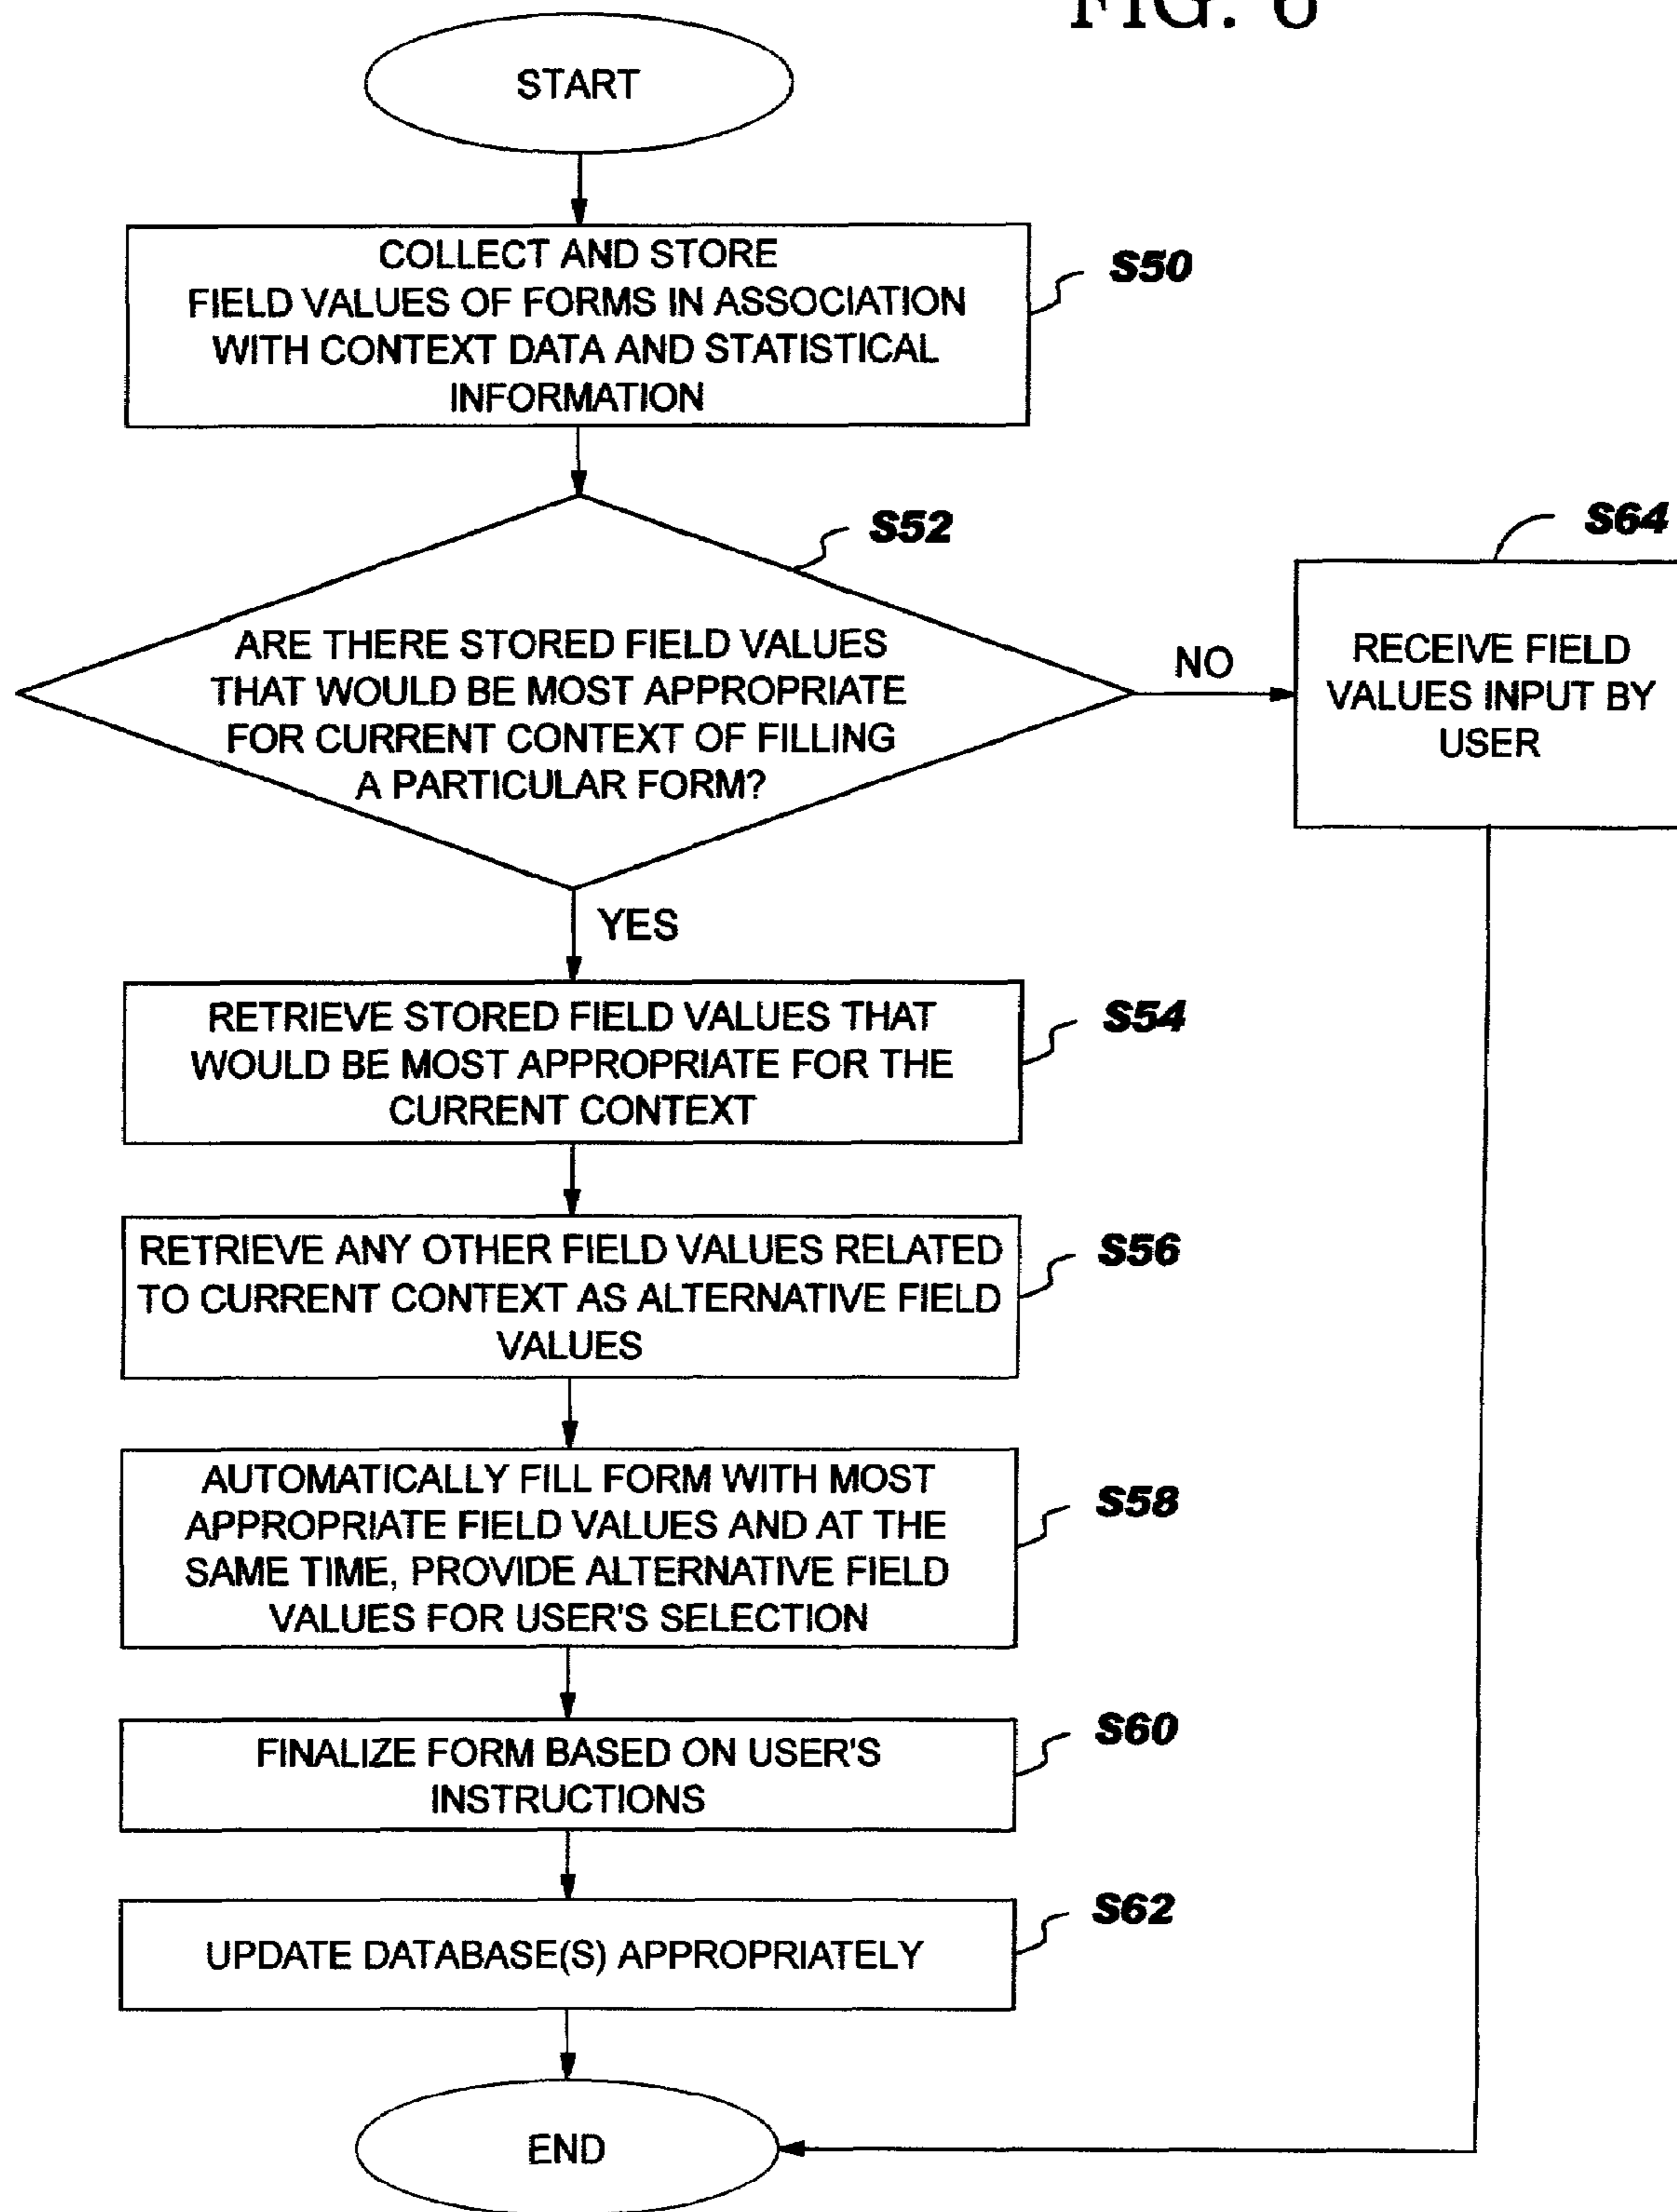 FIG. 6
START
COLLECT AND STORE
FIELD VALUES OF FORMS IN ASSOCIATION
WITH CONTEXT DATA AND STATISTICAL
INFORMATION
S50
S52
ARE THERE STORED FIELD VALUES
THAT WOULD BE MOST APPROPRIATE
FOR CURRENT CONTEXT OF FILLING
A PARTICULAR FORM?
NO
S64
RECEIVE FIELD
VALUES INPUT BY
USER
YES
RETRIEVE STORED FIELD VALUES THAT
WOULD BE MOST APPROPRIATE FOR THE
CURRENT CONTEXT
S54
RETRIEVE ANY OTHER FIELD VALUES RELATED
TO CURRENT CONTEXT AS ALTERNATIVE FIELD
VALUES
S56
AUTOMATICALLY FILL FORM WITH MOST
APPROPRIATE FIELD VALUES AND AT THE
SAME TIME, PROVIDE ALTERNATIVE FIELD
VALUES FOR USER'S SELECTION
S58
FINALIZE FORM BASED ON USER'S
INSTRUCTIONS
S60
UPDATE DATABASE(S) APPROPRIATELY
S62
END